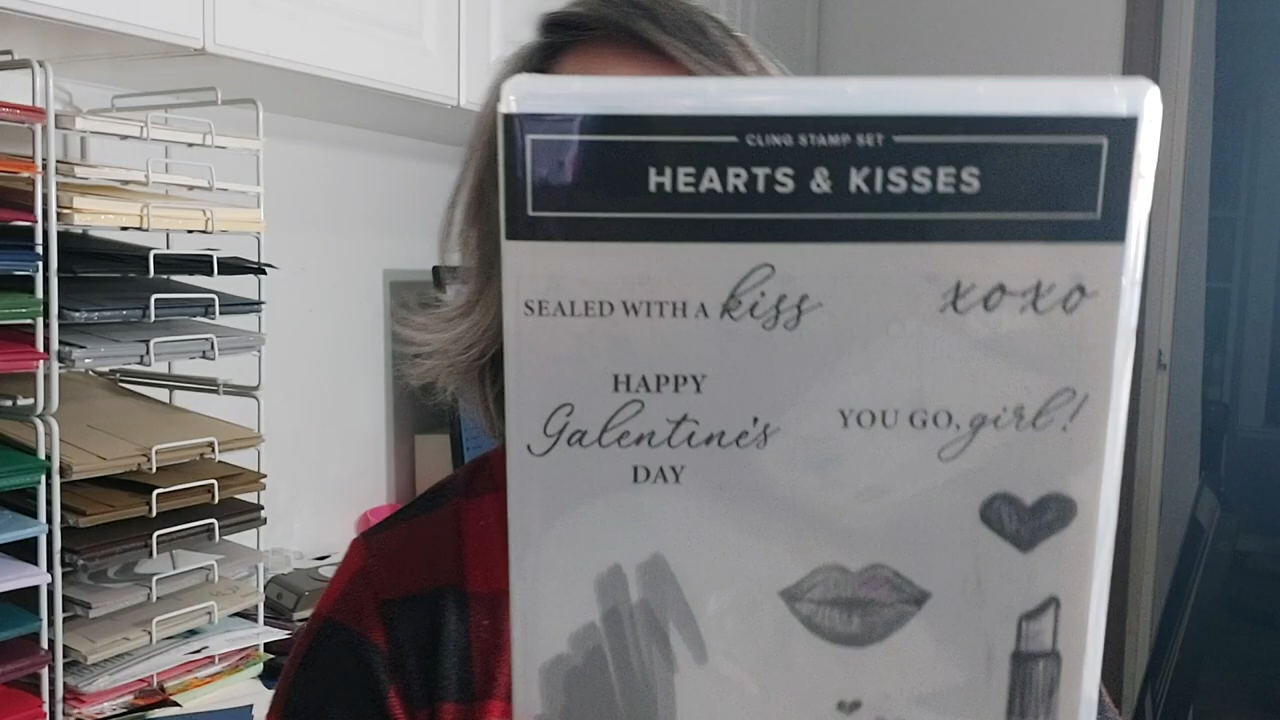 CLING STAMP SET
HEARTS & KISSES
SEALED WITH A kiss
xoxo
HAPPY
Galentine's
DAY
YOU GO, girl!